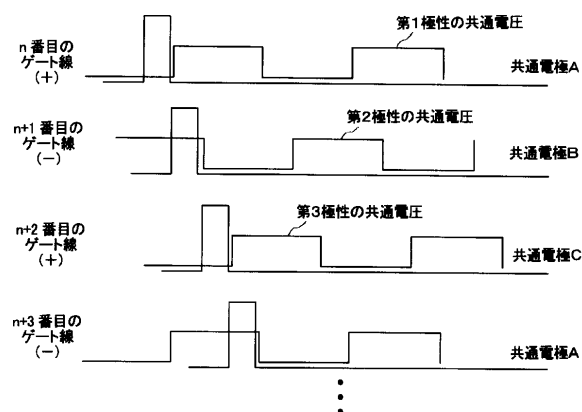 n 番目の
ゲート線
(+)
第1極性の共通電圧
共通電極A
n+1 番目の
ゲート線
(−)
第2極性の共通電圧
共通電極B
n+2 番目の
ゲート線
(+)
第3極性の共通電圧
共通電極C
n+3 番目の
ゲート線
(−)
共通電極A